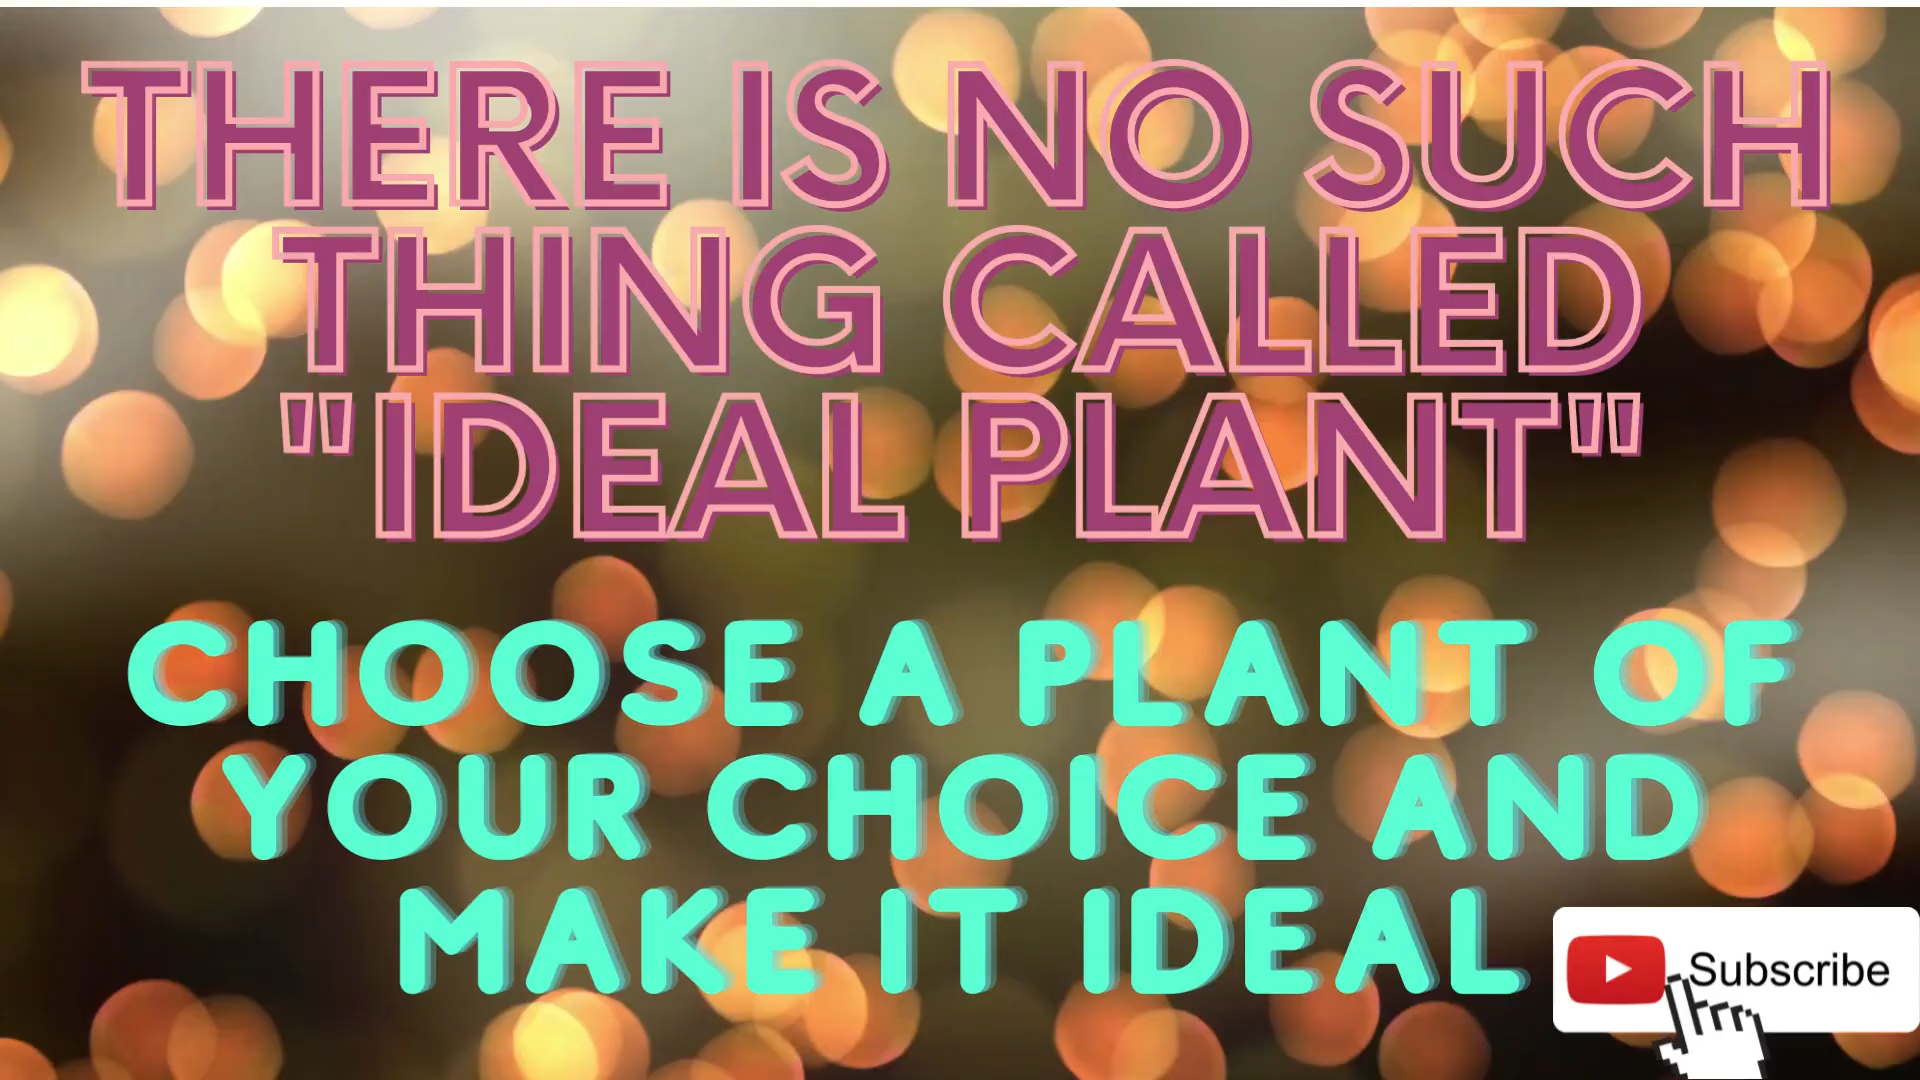 THERE IS NO SUCH
THING CALLED
"IDEAL PLANT"
CHOOSE A PLANT OF
YOUR CHOICE AND
MAKE IT IDEAL
Subscribe